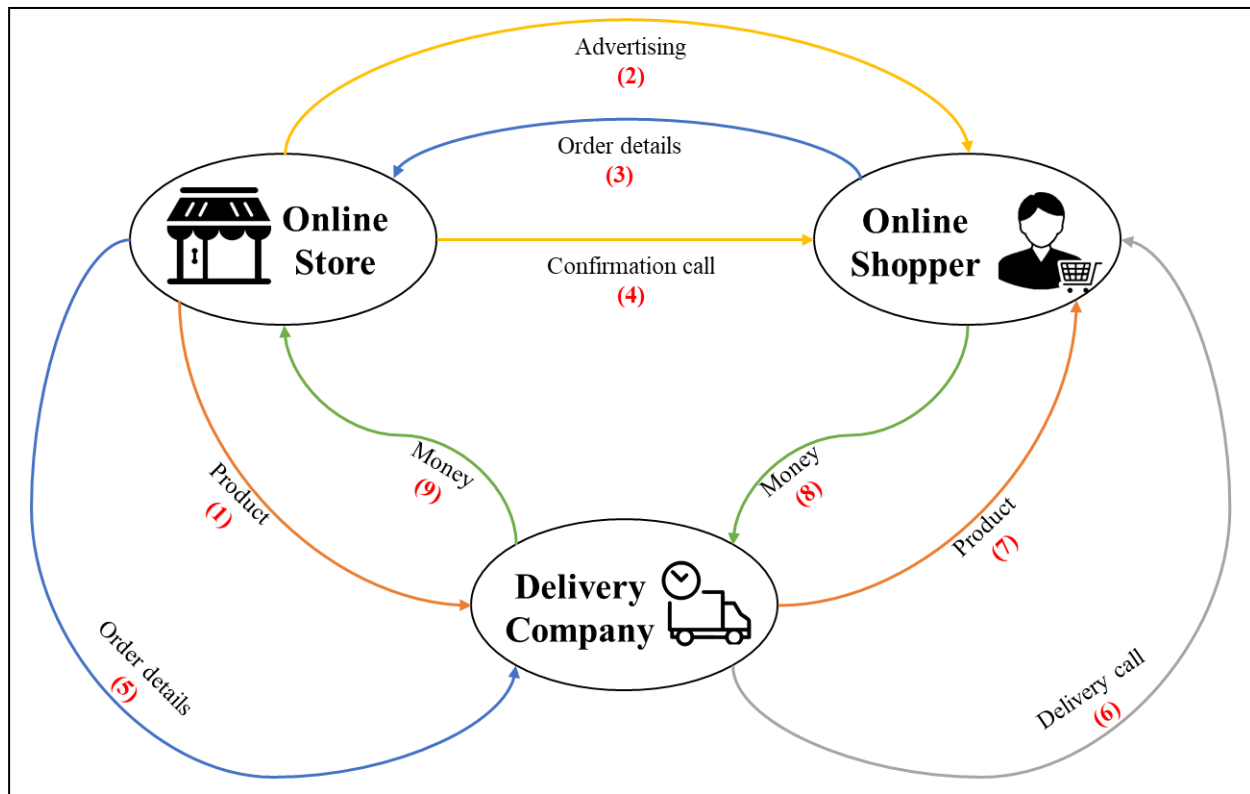 Advertising
(2)
Order details
(3)
Online
Store
Online
Shopper
Confirmation call
(4)
Product
(1)
Money
(9)
Money
(8)
Product
(7)
Delivery
Company
Order details
(5)
Delivery call
(6)